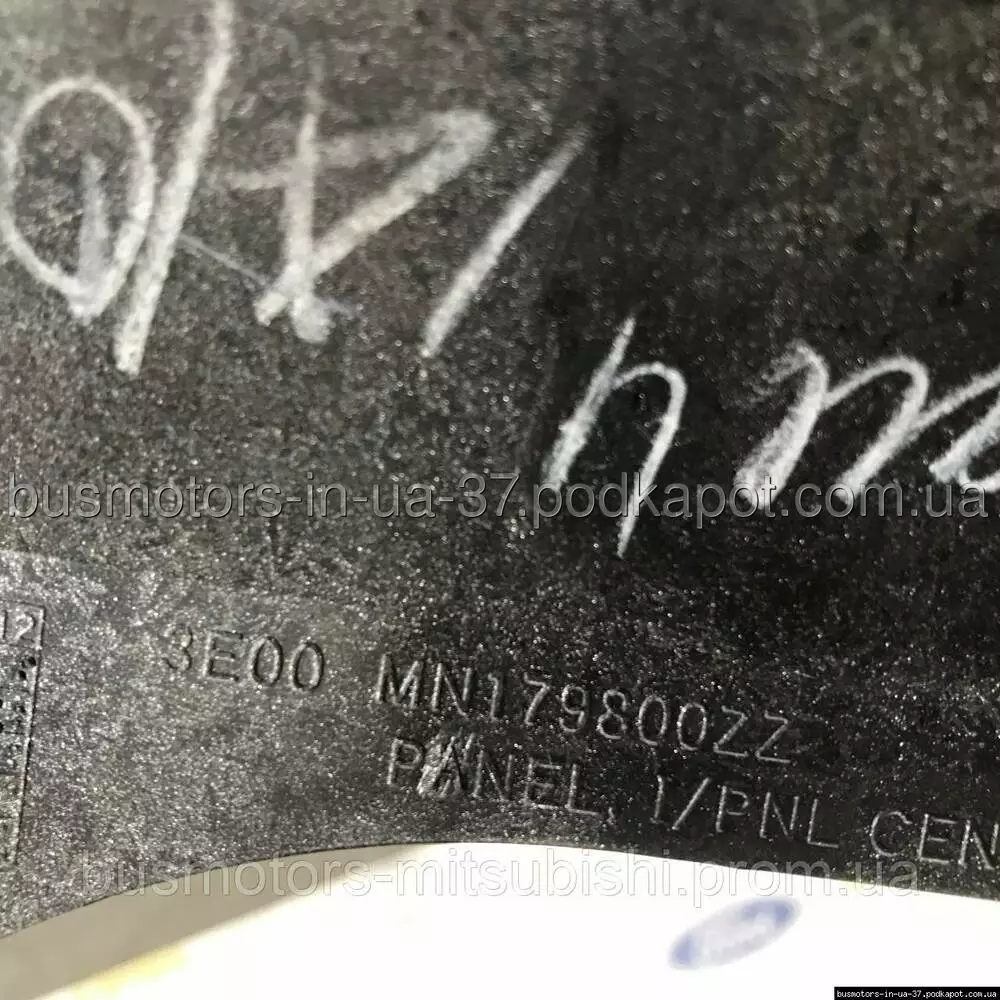 busmotors-in-ua-37.podkapot.com.ua
12
3E00 MN179800ZZ
PANEL, I/PNL CEN
busmotors-mitsubishi.prom.ua
busmotors-in-ua-37.podkapot.com.ua